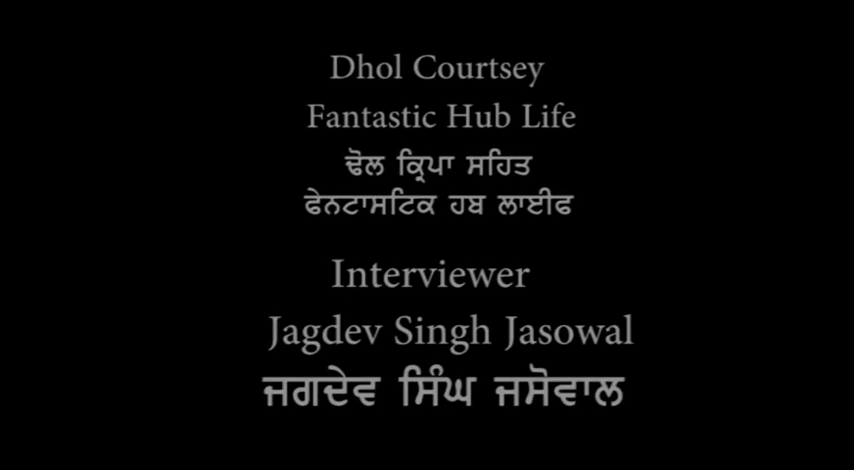 Dhol Courtsey
Fantastic Hub Life
ਢੋਲ ਕ੍ਰਿਪਾ ਸਹਿਤ
ਫੇਨਟਾਸਟਿਕ ਹਬ ਲਾਈਫ
Interviewer
Jagdev Singh Jasowal
ਜਗਦੇਵ ਸਿੰਘ ਜਸੋਵਾਲ